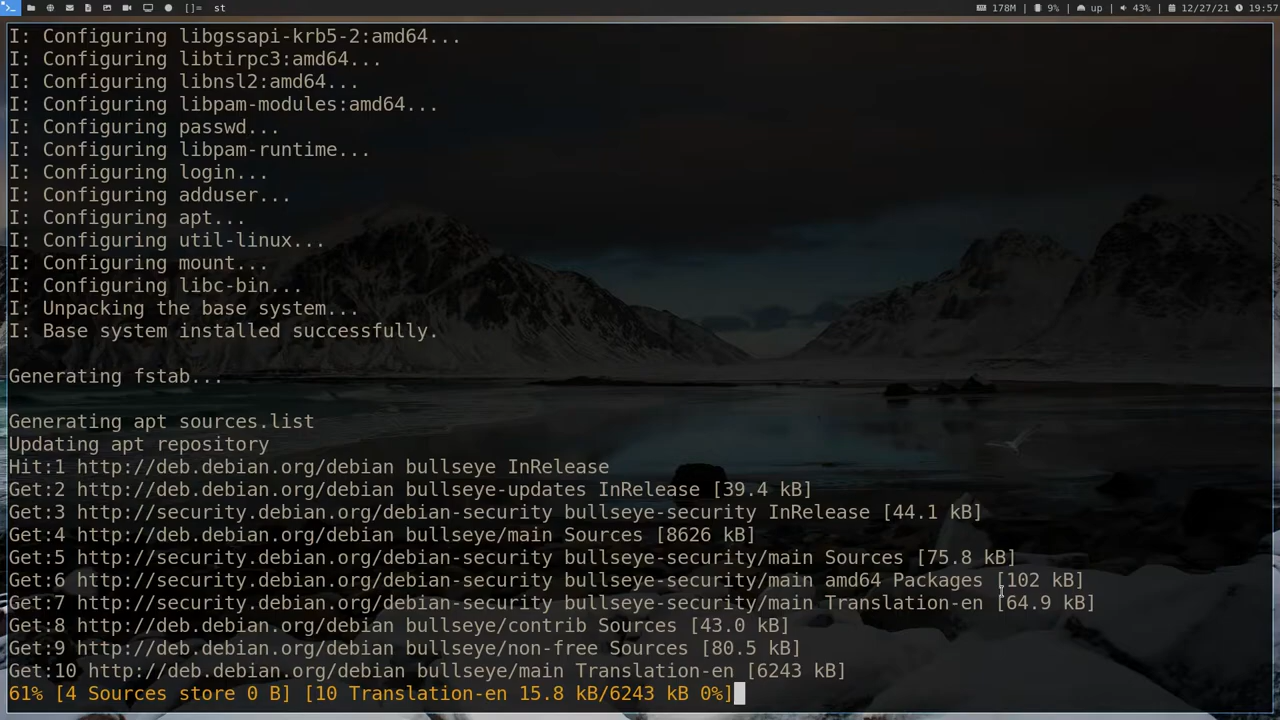 []= st 178M 9% up 43% 12/27/21 19:57
I: Configuring libgssapi-krb5-2:amd64...
I: Configuring libtirpc3:amd64...
I: Configuring libnsl2:amd64...
I: Configuring libpam-modules:amd64...
I: Configuring passwd...
I: Configuring libpam-runtime...
I: Configuring login...
I: Configuring adduser...
I: Configuring apt...
I: Configuring util-linux...
I: Configuring mount...
I: Configuring libc-bin...
I: Unpacking the base system...
I: Base system installed successfully.
Generating fstab...
Generating apt sources.list
Updating apt repository
Hit:1 http://deb.debian.org/debian bullseye InRelease
Get:2 http://deb.debian.org/debian bullseye-updates InRelease [39.4 kB]
Get:3 http://security.debian.org/debian-security bullseye-security InRelease [44.1 kB]
Get:4 http://deb.debian.org/debian bullseye/main Sources [8626 kB]
Get:5 http://security.debian.org/debian-security bullseye-security/main Sources [75.8 kB]
Get:6 http://security.debian.org/debian-security bullseye-security/main amd64 Packages [102 kB]
Get:7 http://security.debian.org/debian-security bullseye-security/main Translation-en [64.9 kB]
Get:8 http://deb.debian.org/debian bullseye/contrib Sources [43.0 kB]
Get:9 http://deb.debian.org/debian bullseye/non-free Sources [80.5 kB]
Get:10 http://deb.debian.org/debian bullseye/main Translation-en [6243 kB]
61% [4 Sources store 0 B] [10 Translation-en 15.8 kB/6243 kB 0%]